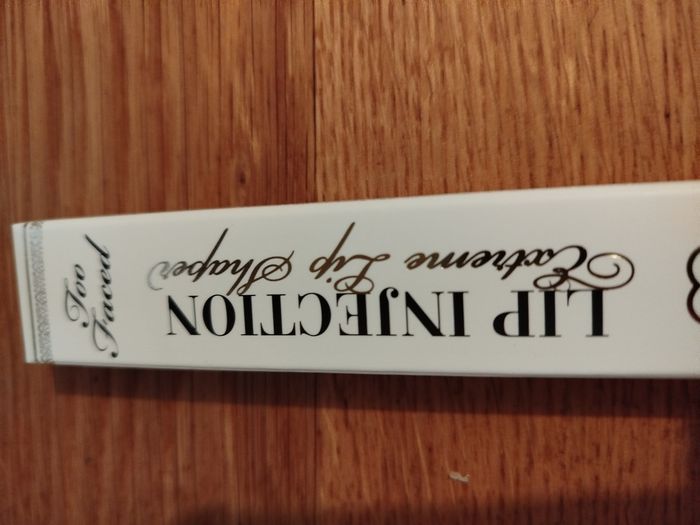 LIP INJECTION
Extreme Lip Shaper
Too
Faced